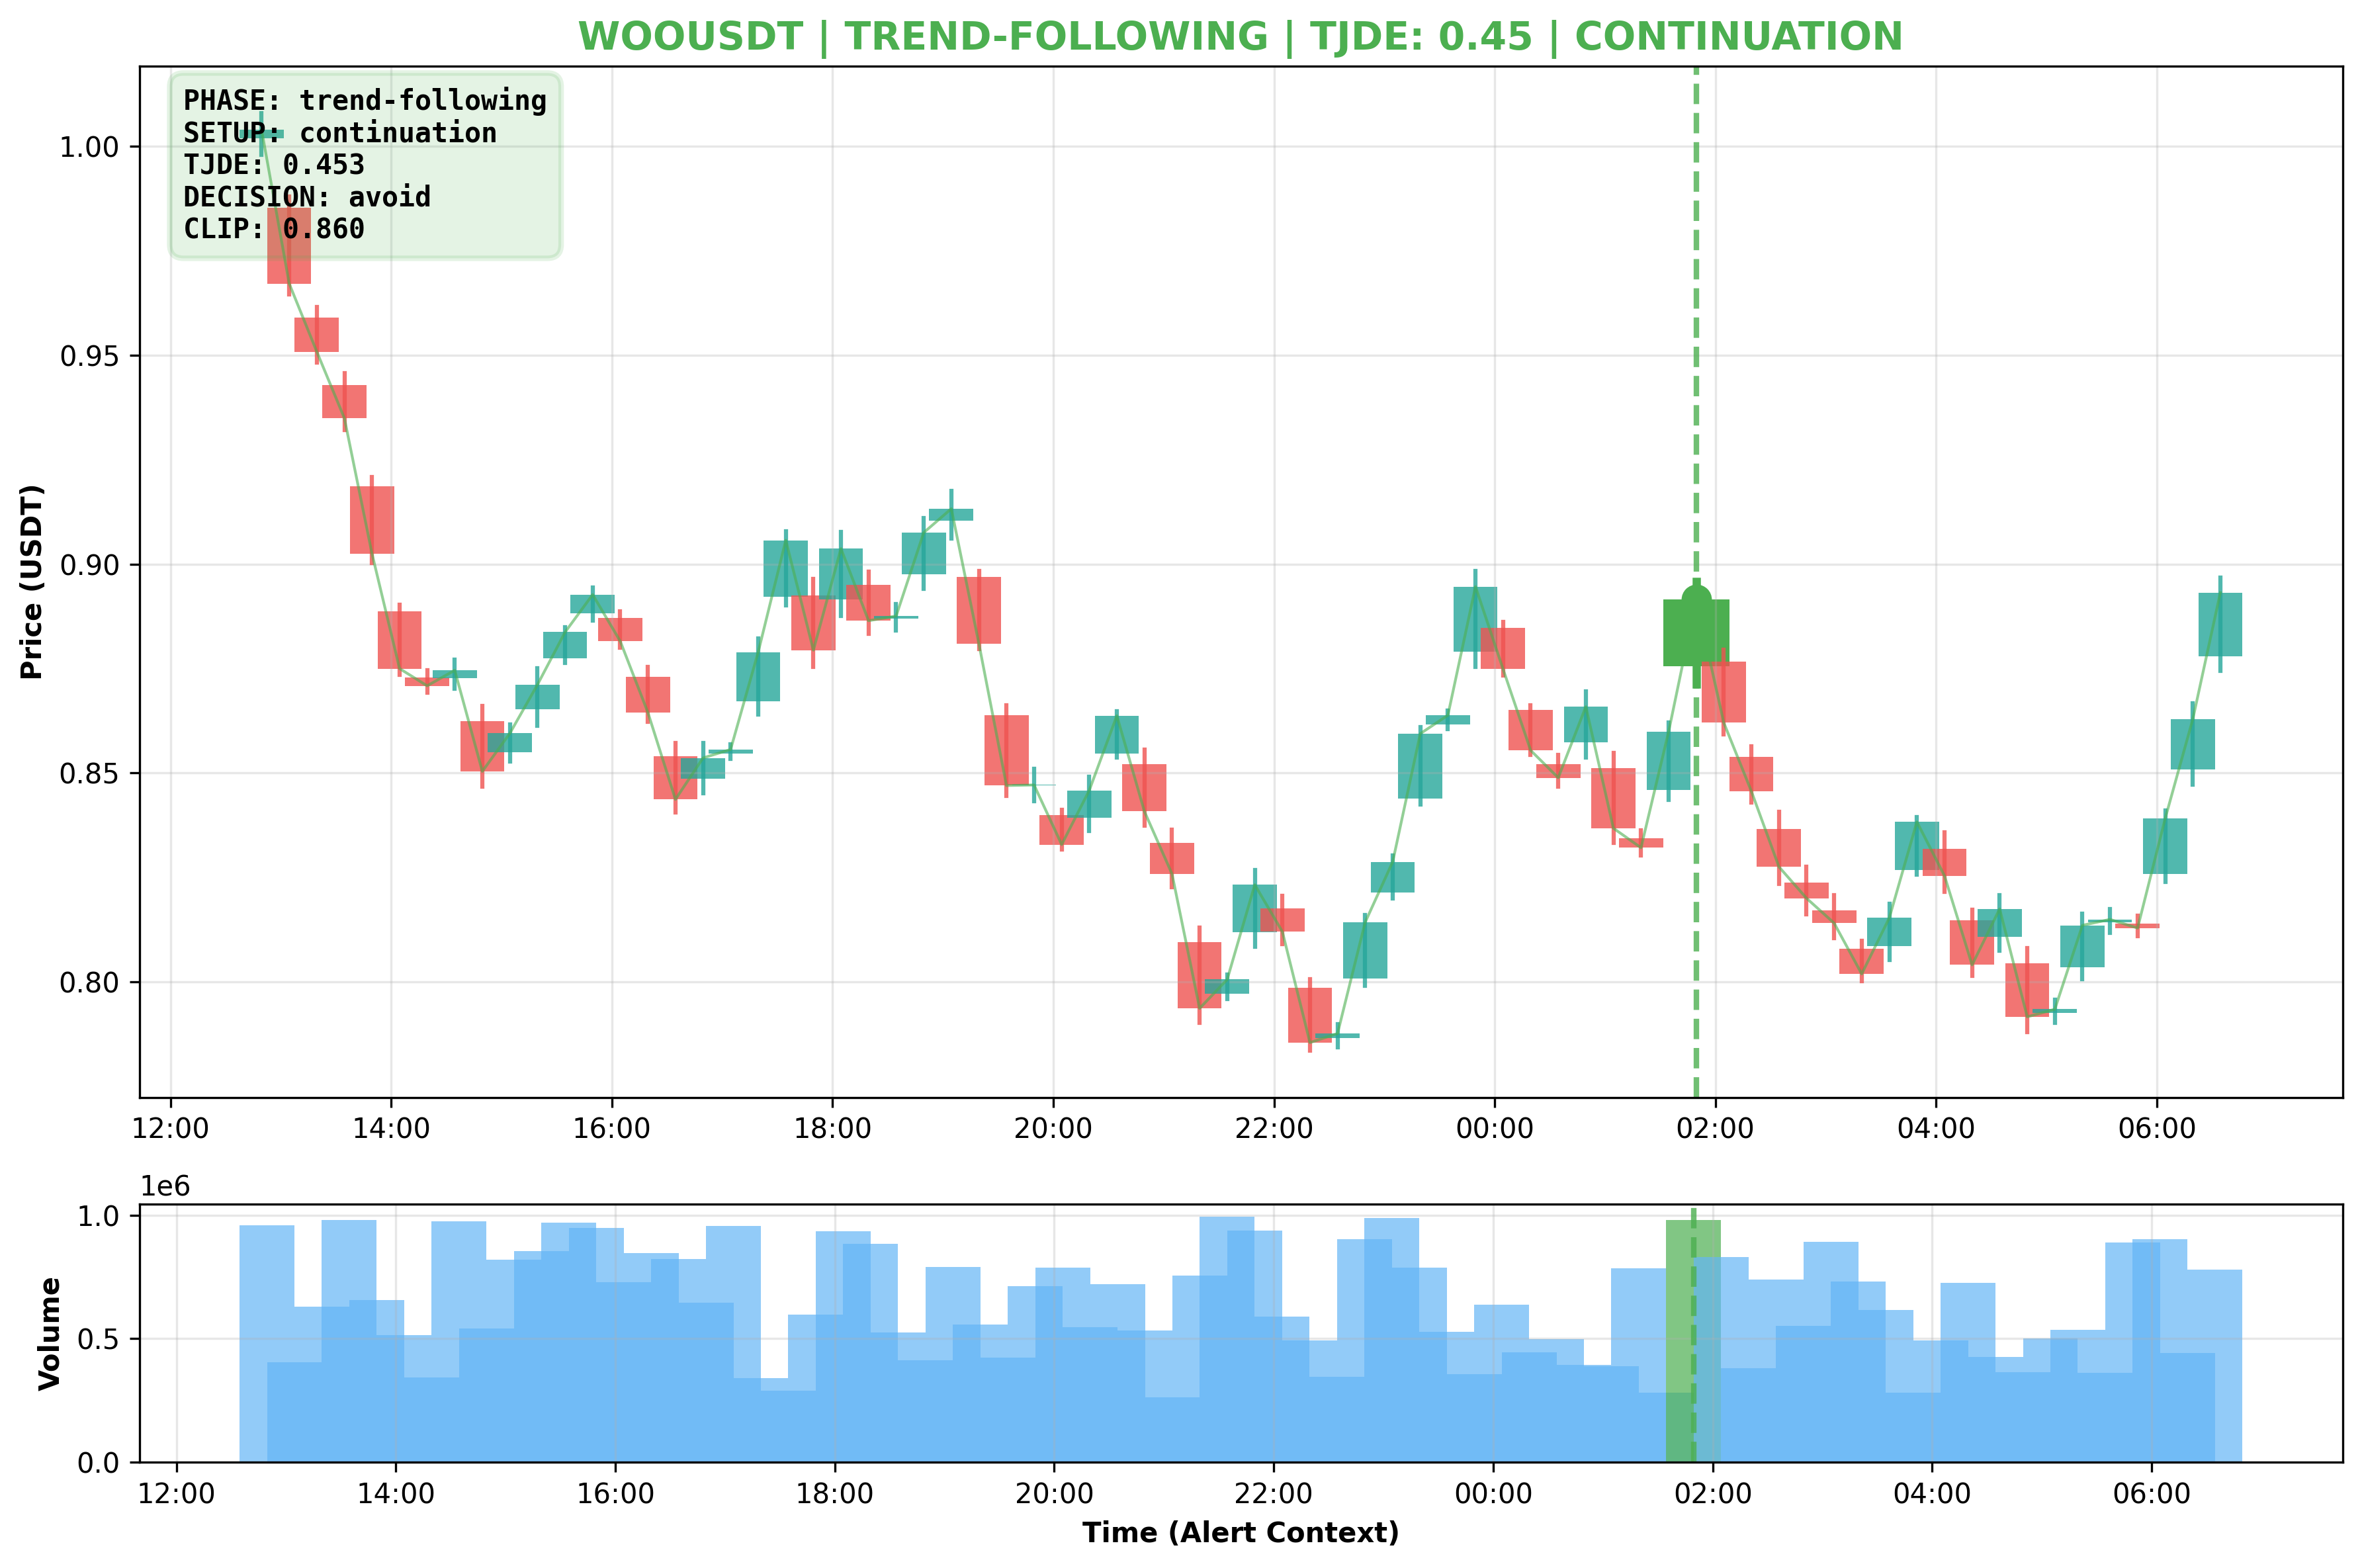 WOOUSDT | TREND-FOLLOWING | TJDE: 0.45 | CONTINUATION
PHASE: trend-following
SETUP: continuation
TJDE: 0.453
DECISION: avoid
CLIP: 0.860
Price (USDT)
1.00
0.95
0.90
0.85
0.80
12:00 14:00 16:00 18:00 20:00 22:00 00:00 02:00 04:00 06:00
1e6
Volume
1.0
0.5
0.0
12:00 14:00 16:00 18:00 20:00 22:00 00:00 02:00 04:00 06:00
Time (Alert Context)